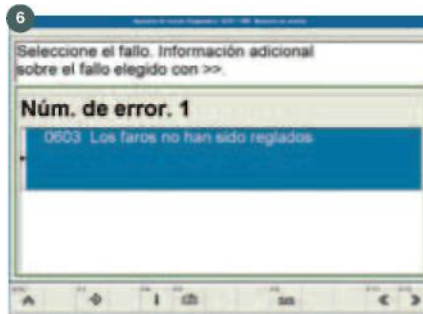 6
Seleccione el fallo. Información adicional
sobre el fallo elegido con >>.
Núm. de error. 1
0603 Los faros no han sido reglados